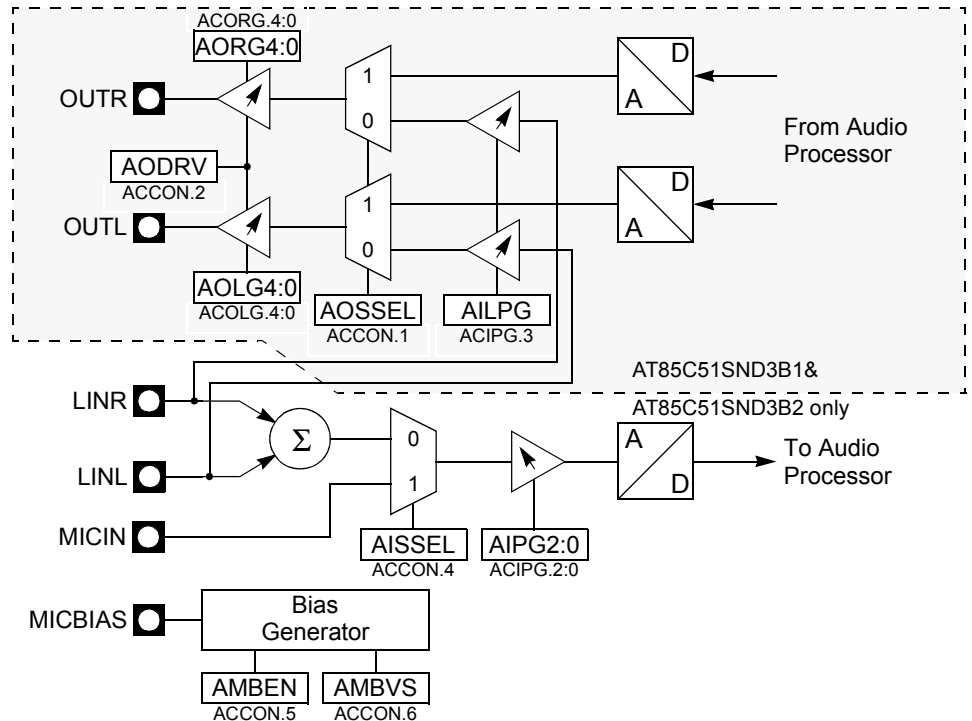 ACORG.4:0
AORG4:0
D
A
1
0
OUTR
From Audio
Processor
AODRV
ACCON.2
D
A
1
0
OUTL
AOLG4:0
ACOLG.4:0
AOSSEL
ACCON.1
AILPG
ACIPG.3
AT85C51SND3B1&
AT85C51SND3B2 only
LINR
Σ
0
1
A
D
To Audio
Processor
LINL
MICIN
AISSEL
ACCON.4
AIPG2:0
ACIPG.2:0
MICBIAS
Bias
Generator
AMBEN
ACCON.5
AMBVS
ACCON.6